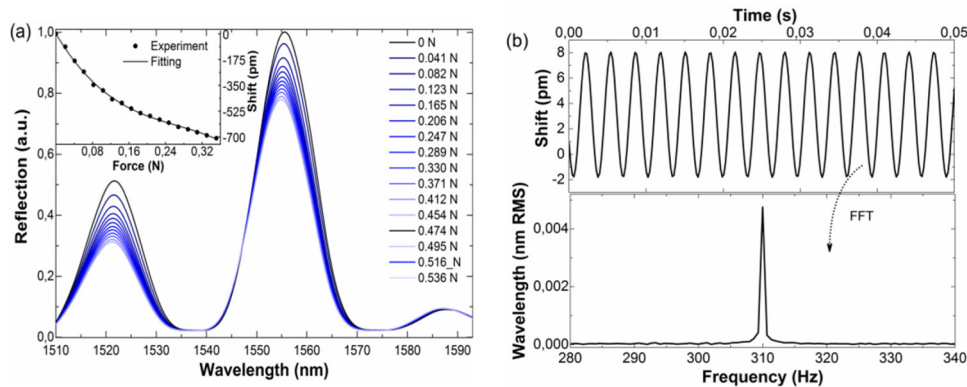 (a)
Experiment
Fitting
0
-175
-350
-525
-700
Shift (pm)
0,08 0,16 0,24 0,32
Force (N)
1,0
0,8
0,6
0,4
0,2
0,0
Reflection (a.u.)
1510 1520 1530 1540 1550 1560 1570 1580 1590
Wavelength (nm)
0 N
0.041 N
0.082 N
0.123 N
0.165 N
0.206 N
0.247 N
0.289 N
0.330 N
0.371 N
0.412 N
0.454 N
0.474 N
0.495 N
0.516_N
0.536 N
(b)
Time (s)
0,00 0,01 0,02 0,03 0,04 0,05
8
6
4
2
0
-2
Shift (pm)
FFT
0,004
0,002
0,000
Wavelength (nm RMS)
280 290 300 310 320 330 340
Frequency (Hz)